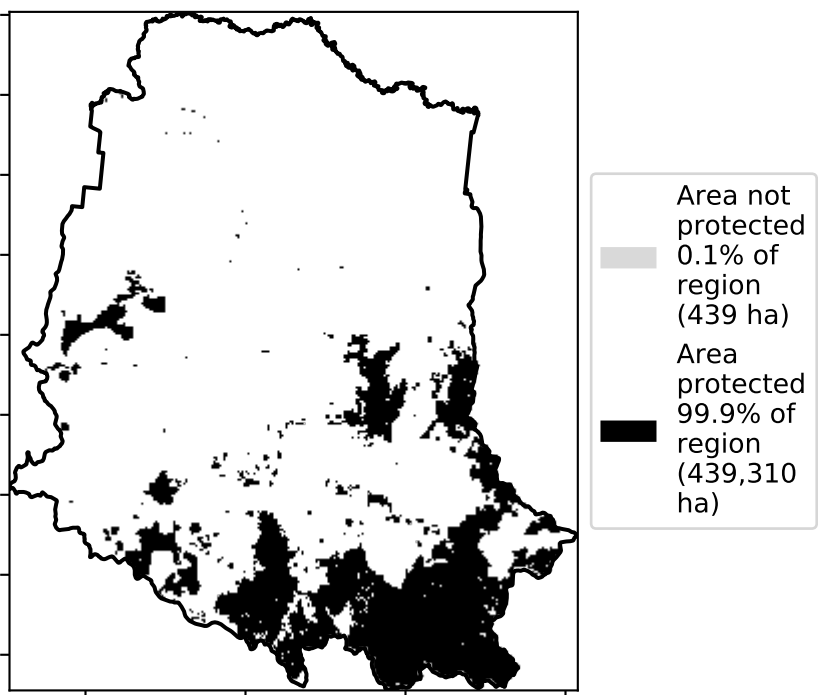 Area not
protected
0.1% of
region
(439 ha)
Area
protected
99.9% of
region
(439,310
ha)